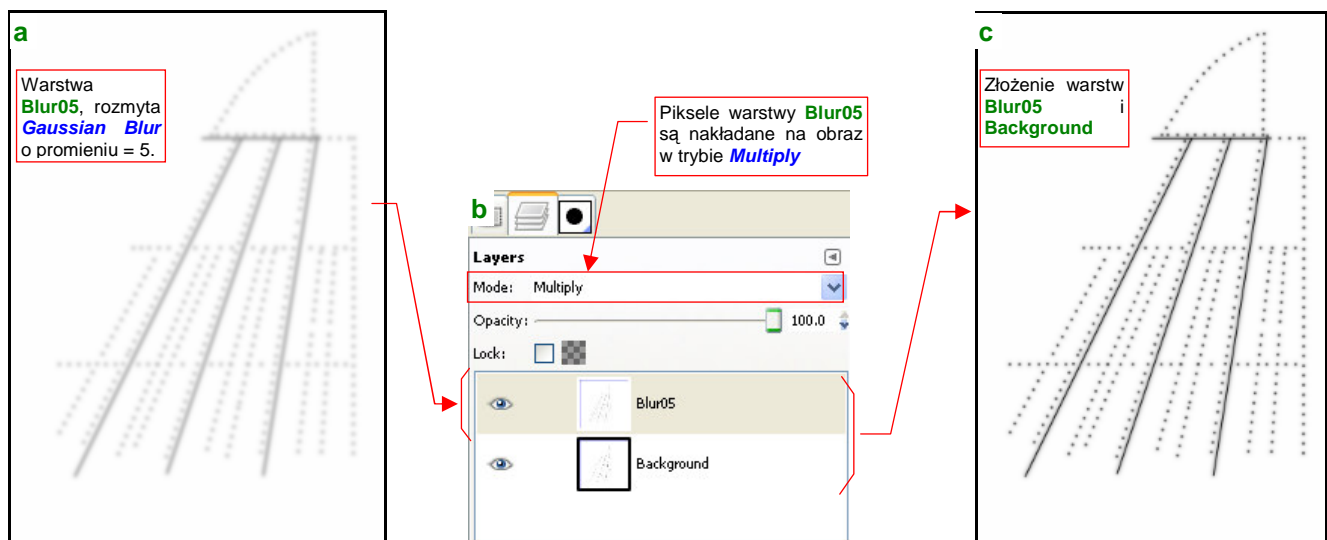 a
Warstwa
Blur05, rozmyta
Gaussian Blur
o promieniu = 5.
Piksele warstwy Blur05
są nakładane na obraz
w trybie Multiply
b
Layers
Mode: Multiply
Opacity: 100.0
Lock:
Blur05
Background
c
Złożenie warstw
Blur05 i
Background